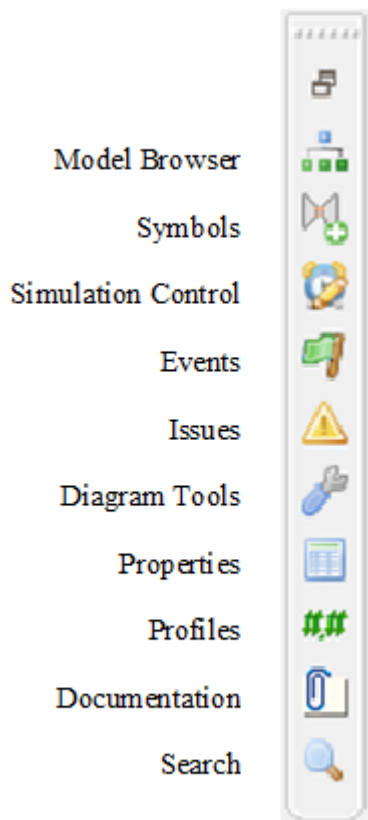 Model Browser
Symbols
Simulation Control
Events
Issues
Diagram Tools
Properties
Profiles
##,##
Documentation
Search